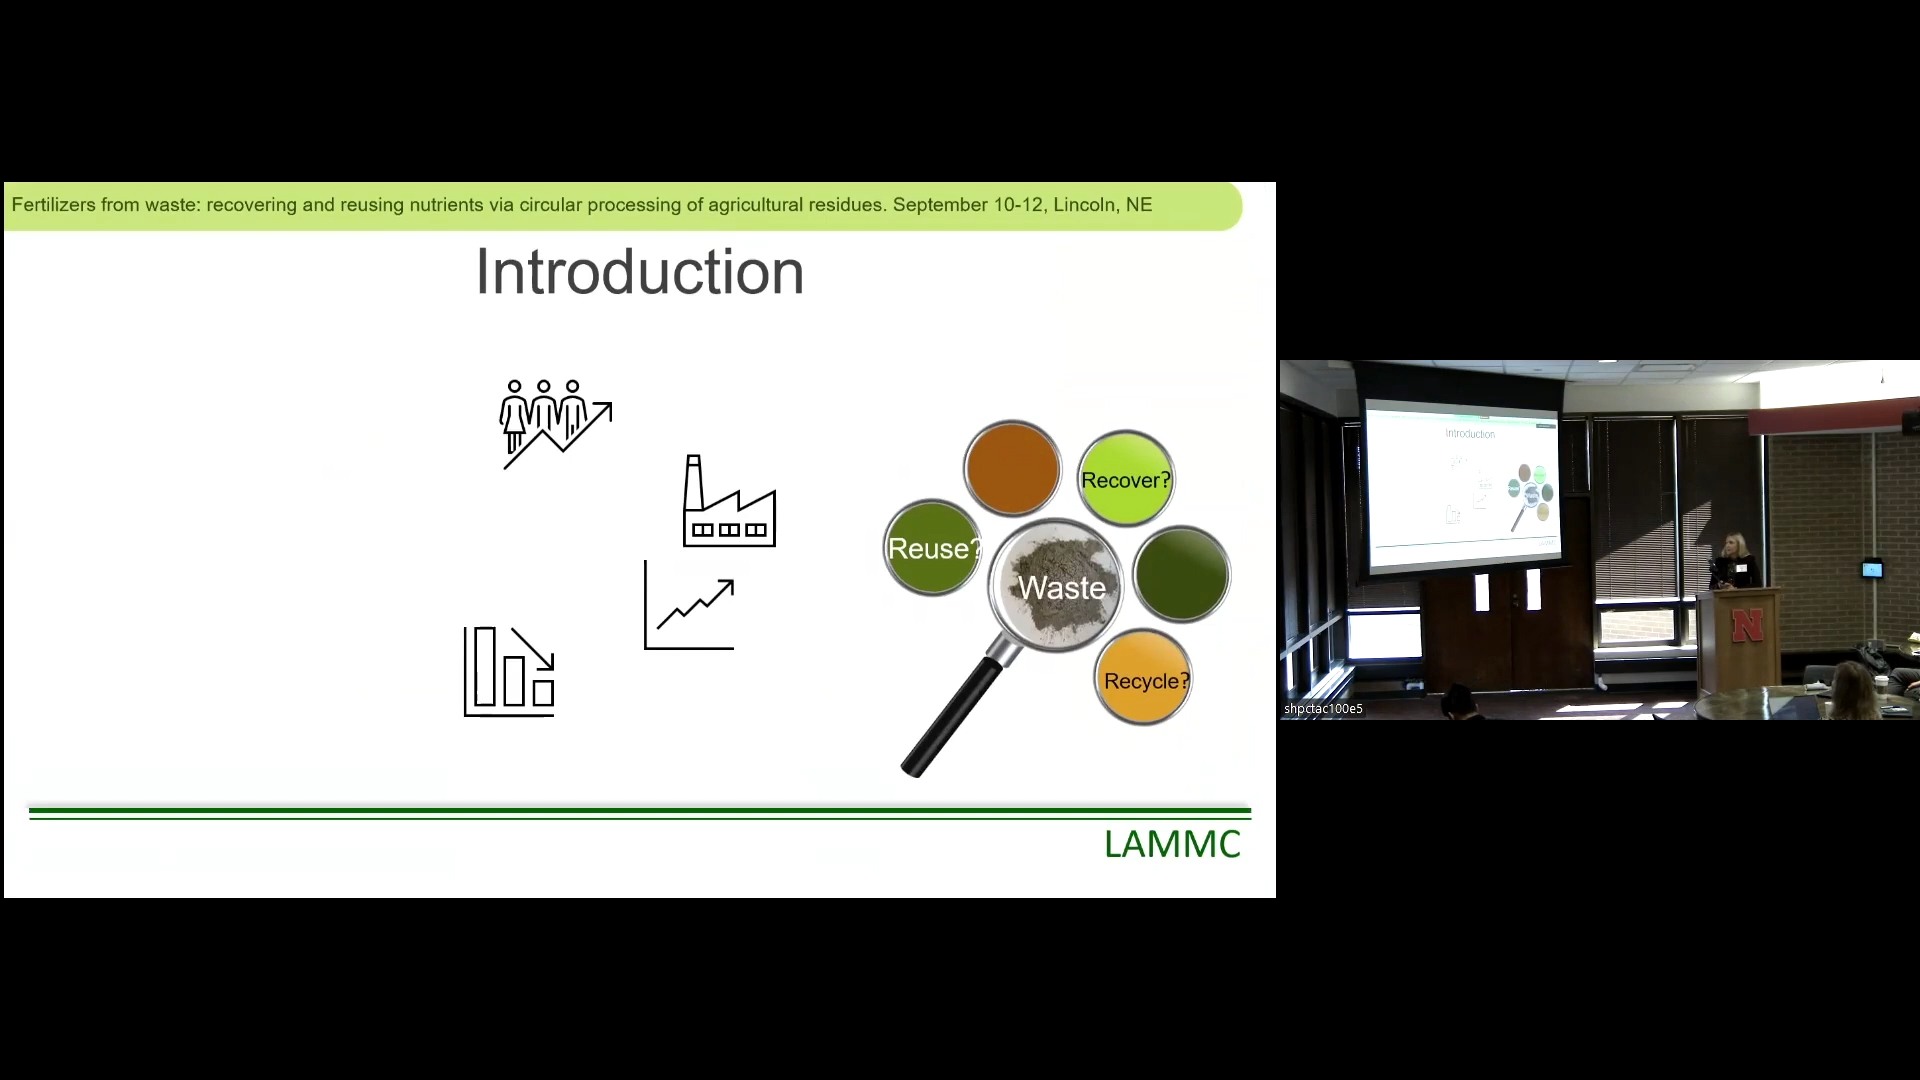 Fertilizers from waste: recovering and reusing nutrients via circular processing of agricultural residues. September 10-12, Lincoln, NE
Introduction
Recover?
Reuse?
Waste
Recycle?
LAMMC
Introduction
N
shpctac100e5